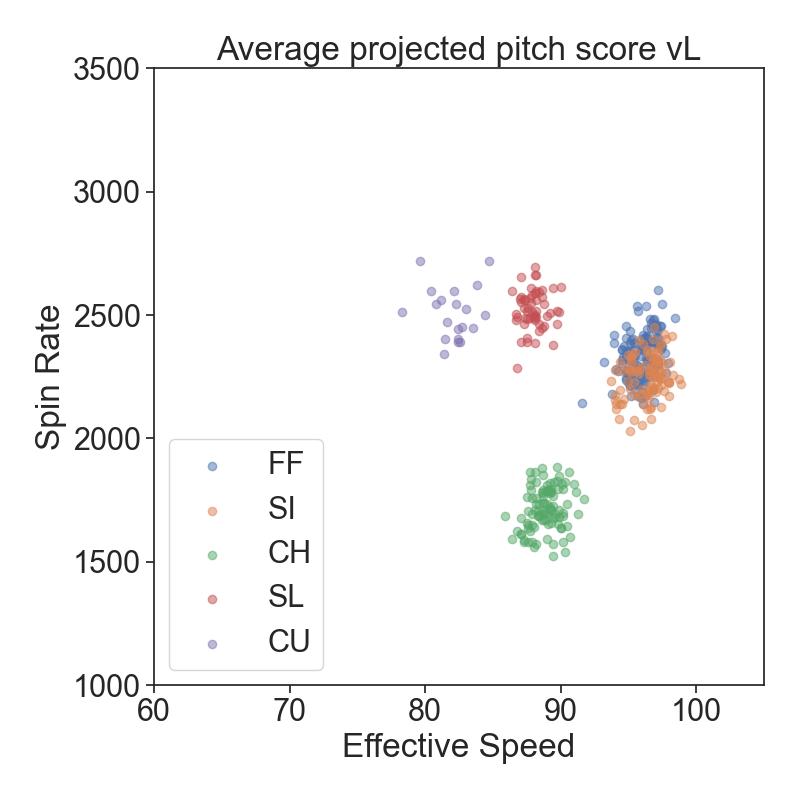 Average projected pitch score vL
3500
3000
2500
2000
1500
1000
Spin Rate
FF
SI
CH
SL
CU
60 70 80 90 100
Effective Speed